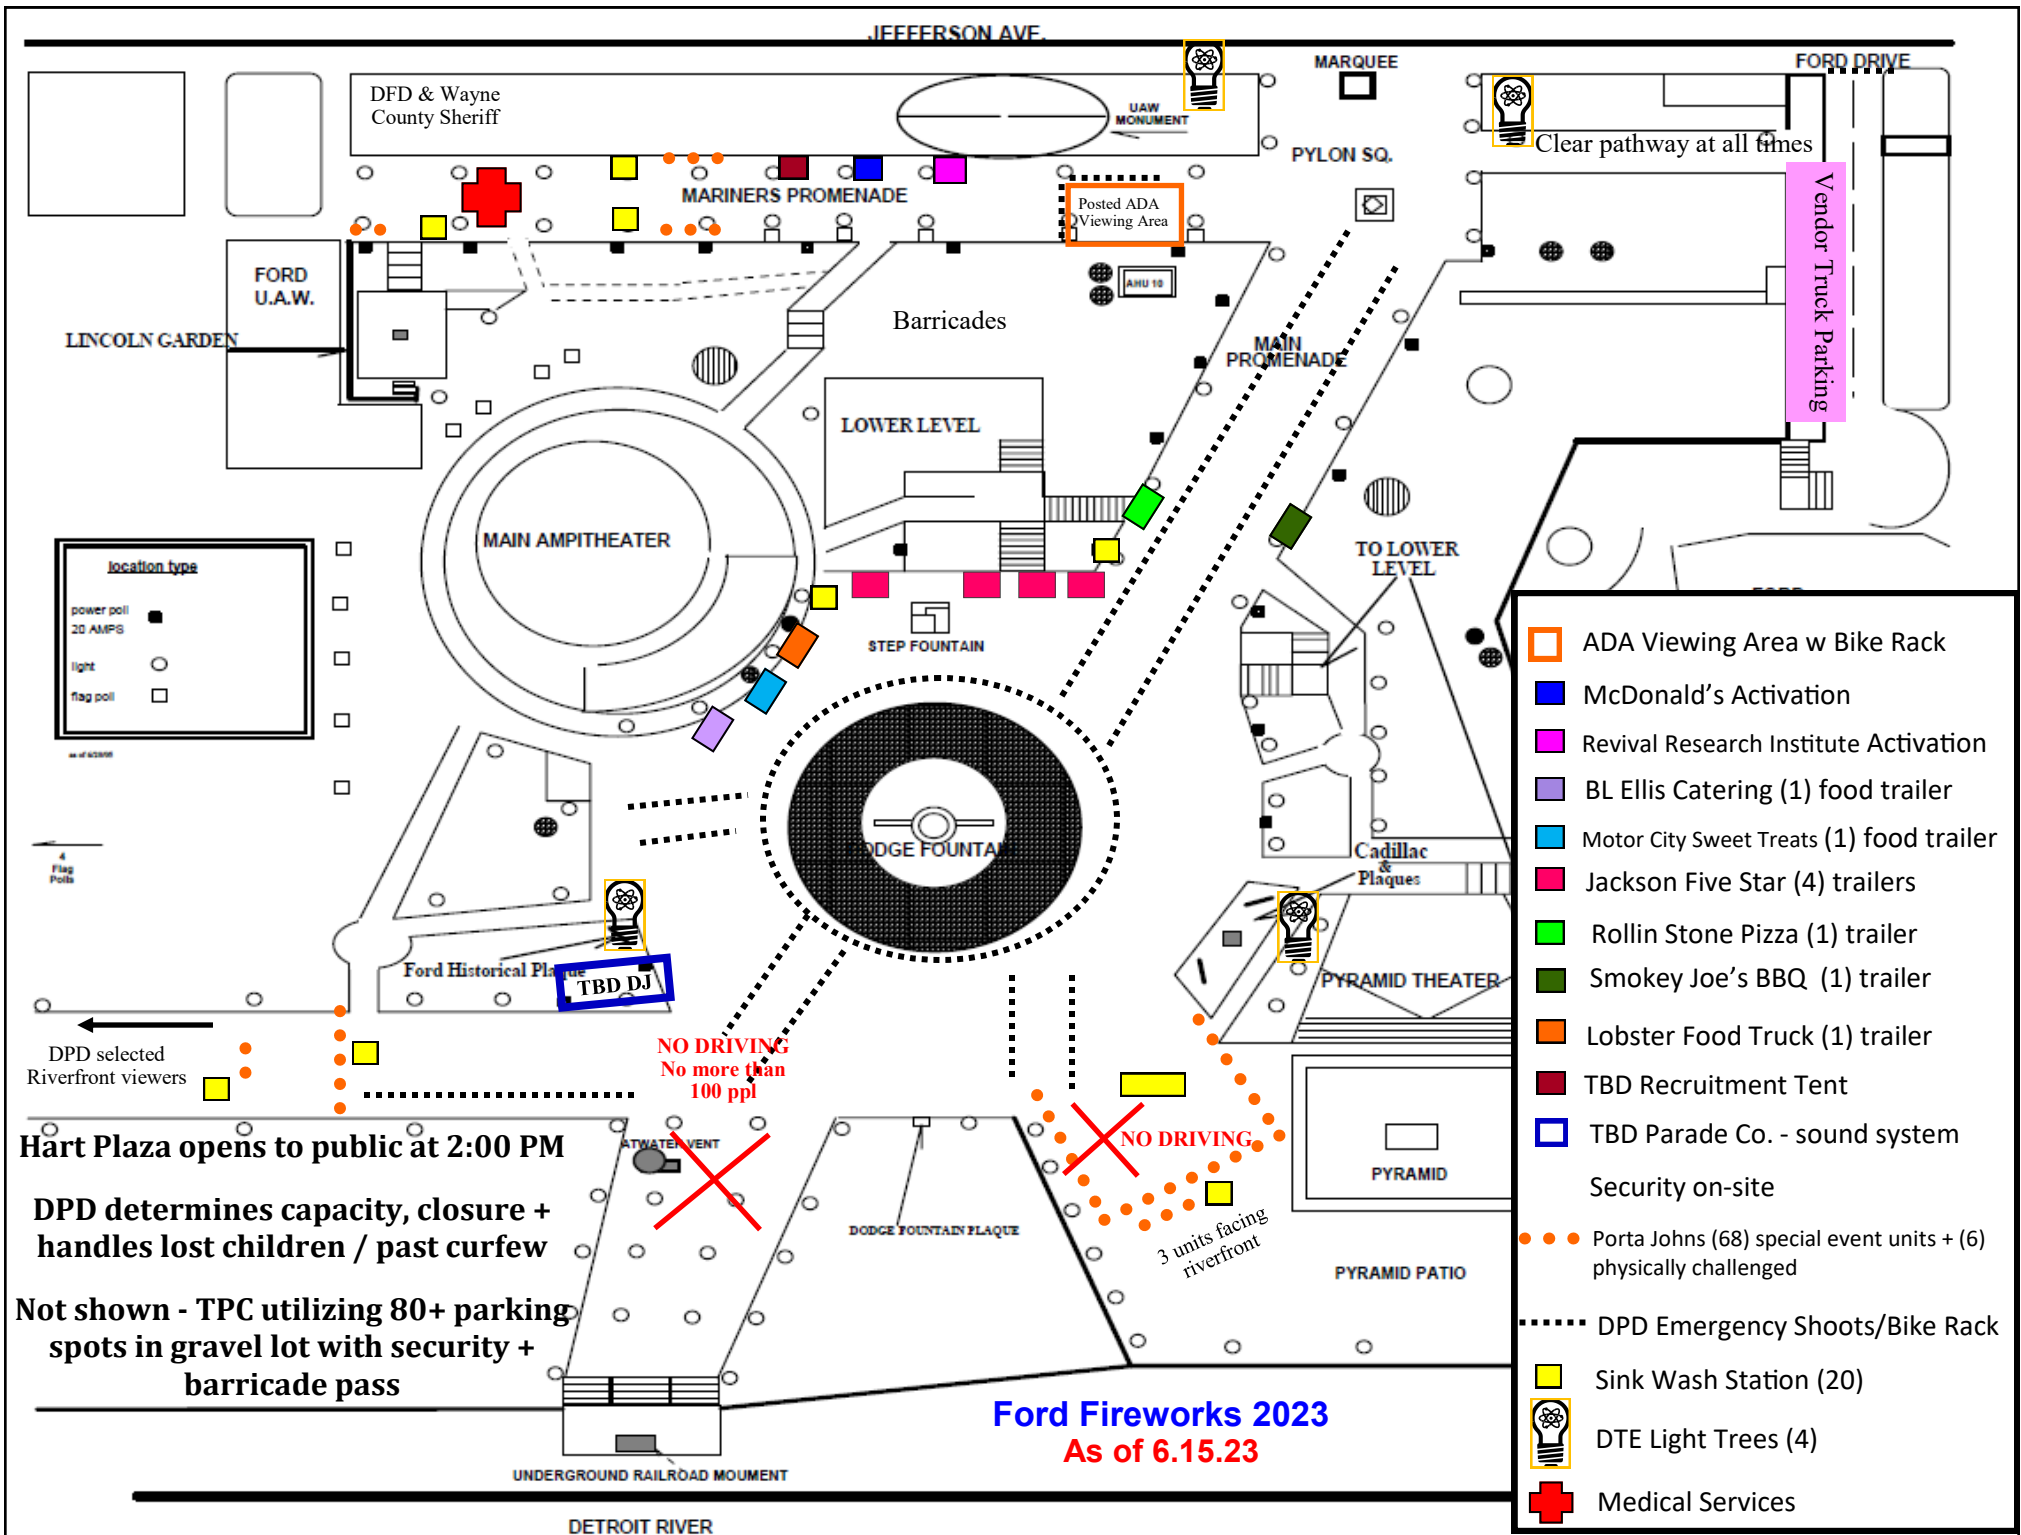 JEFFERSON AVE.
MARQUEE
FORD DRIVE
DFD & Wayne
County Sheriff
UAW
MONUMENT
Clear pathway at all times
PYLON SQ.
MARINERS PROMENADE
Posted ADA
Viewing Area
Vendor Truck Parking
FORD
U.A.W.
AHU 10
LINCOLN GARDEN
Barricades
MAIN
PROMENADE
LOWER LEVEL
MAIN AMPITHEATER
TO LOWER
LEVEL
location type
power poll
20 AMPS
light
flag poll
as of 6/28/95
STEP FOUNTAIN
4
Flag
Polls
DODGE FOUNTAIN
Cadillac
&
Plaques
Ford Historical Plaque
TBD DJ
PYRAMID THEATER
DPD selected
Riverfront viewers
NO DRIVING
No more than
100 ppl
NO DRIVING
ATWATER VENT
PYRAMID
DODGE FOUNTAIN PLAQUE
3 units facing
riverfront
PYRAMID PATIO
Hart Plaza opens to public at 2:00 PM
DPD determines capacity, closure +
handles lost children / past curfew
Not shown - TPC utilizing 80+ parking
spots in gravel lot with security +
barricade pass
UNDERGROUND RAILROAD MOUMENT
Ford Fireworks 2023
As of 6.15.23
DETROIT RIVER
ADA Viewing Area w Bike Rack
McDonald's Activation
Revival Research Institute Activation
BL Ellis Catering (1) food trailer
Motor City Sweet Treats (1) food trailer
Jackson Five Star (4) trailers
Rollin Stone Pizza (1) trailer
Smokey Joe's BBQ (1) trailer
Lobster Food Truck (1) trailer
TBD Recruitment Tent
TBD Parade Co. - sound system
Security on-site
Porta Johns (68) special event units + (6)
physically challenged
DPD Emergency Shoots/Bike Rack
Sink Wash Station (20)
DTE Light Trees (4)
Medical Services